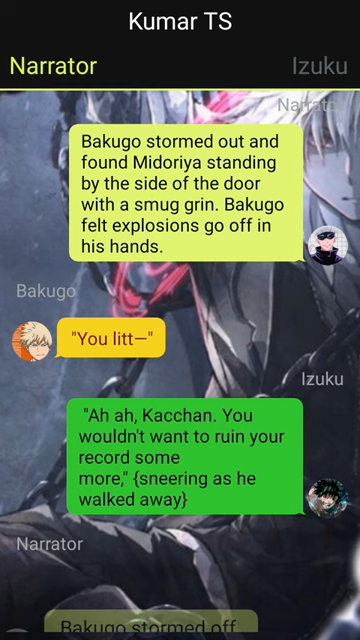 Kumar TS
Narrator
Izuku
Narrator
Bakugo stormed out and
found Midoriya standing
by the side of the door
with a smug grin. Bakugo
felt explosions go off in
his hands.
Bakugo
"You litt—"
Izuku
"Ah ah, Kacchan. You
wouldn't want to ruin your
record some
more," {sneering as he
walked away}
Narrator
Bakugo stormed off